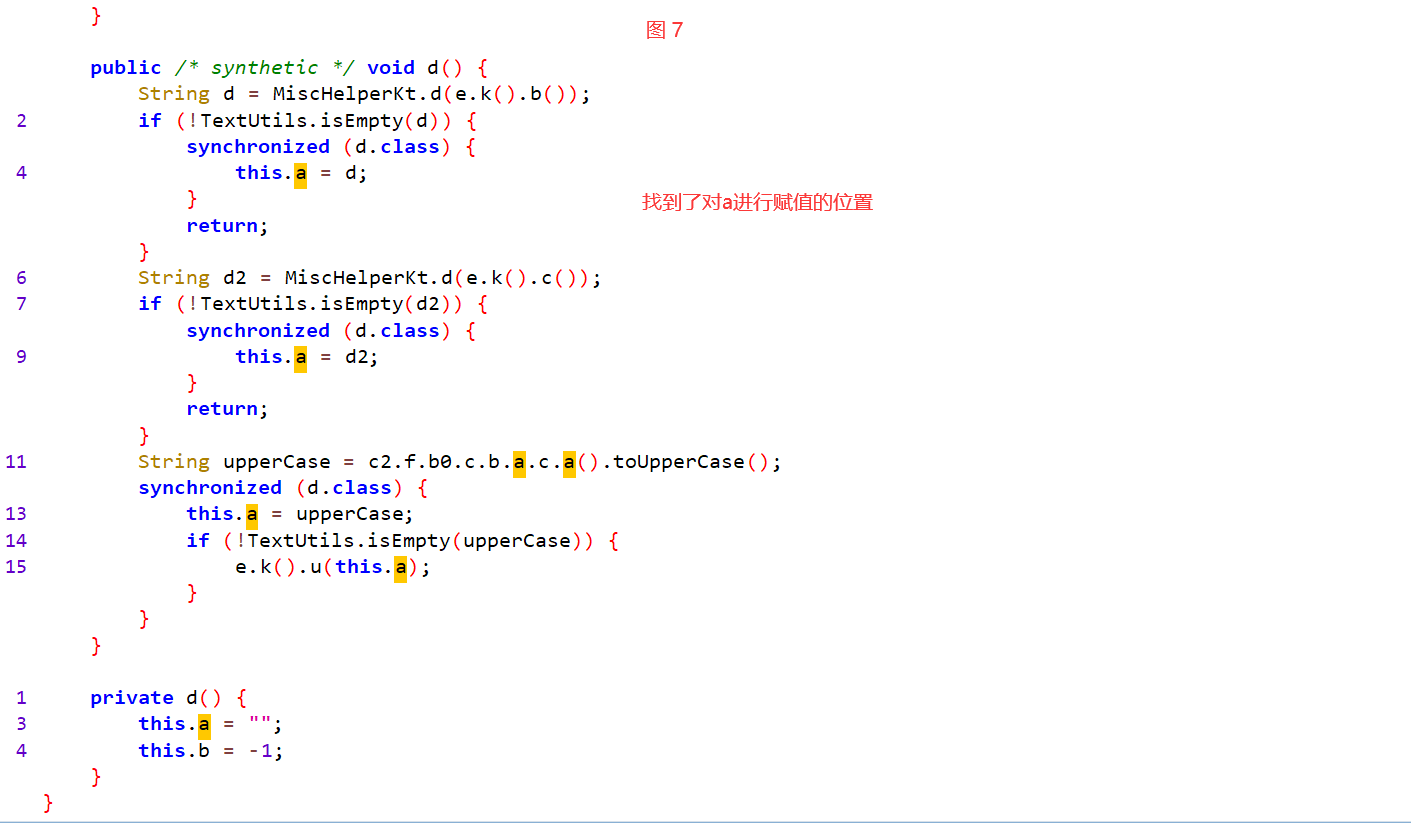 }
图 7
public /* synthetic */ void d() {
String d = MiscHelperKt.d(e.k().b());
2 if (!TextUtils.isEmpty(d)) {
synchronized (d.class) {
4 this.a = d;
}
找到了对a进行赋值的位置
return;
}
6 String d2 = MiscHelperKt.d(e.k().c());
7 if (!TextUtils.isEmpty(d2)) {
synchronized (d.class) {
9 this.a = d2;
}
return;
}
11 String upperCase = c2.f.b0.c.b.a.c.a().toUpperCase();
synchronized (d.class) {
13 this.a = upperCase;
14 if (!TextUtils.isEmpty(upperCase)) {
15 e.k().u(this.a);
}
}
}
1 private d() {
3 this.a = "";
4 this.b = -1;
}
}